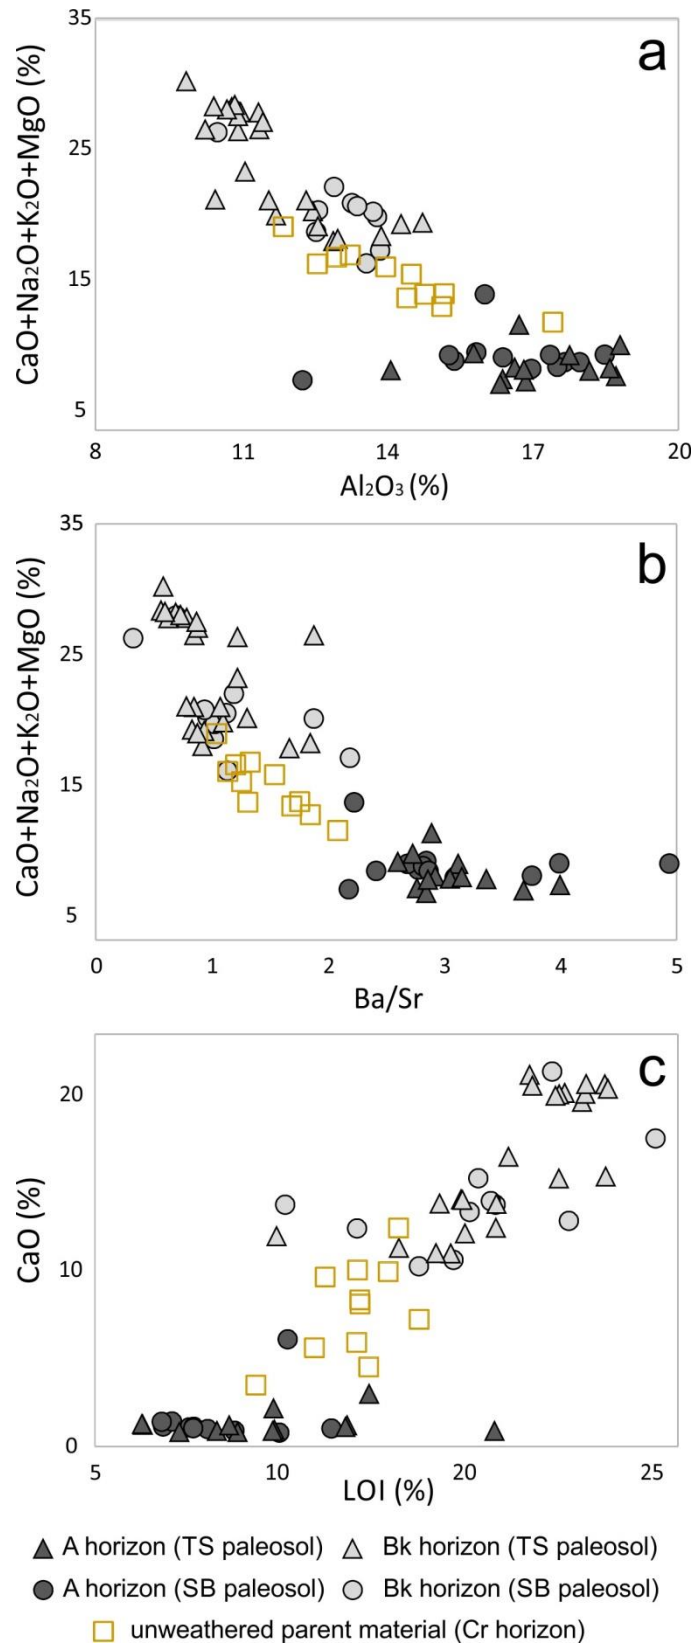 a
35
25
15
5
CaO+Na₂O+K₂O+MgO (%)
8 11 14 17 20
Al₂O₃ (%)
b
35
25
15
5
CaO+Na₂O+K₂O+MgO (%)
0 1 2 3 4 5
Ba/Sr
c
20
10
0
CaO (%)
5 10 20 25
LOI (%)
A horizon (TS paleosol) Bk horizon (TS paleosol)
A horizon (SB paleosol) Bk horizon (SB paleosol)
unweathered parent material (Cr horizon)